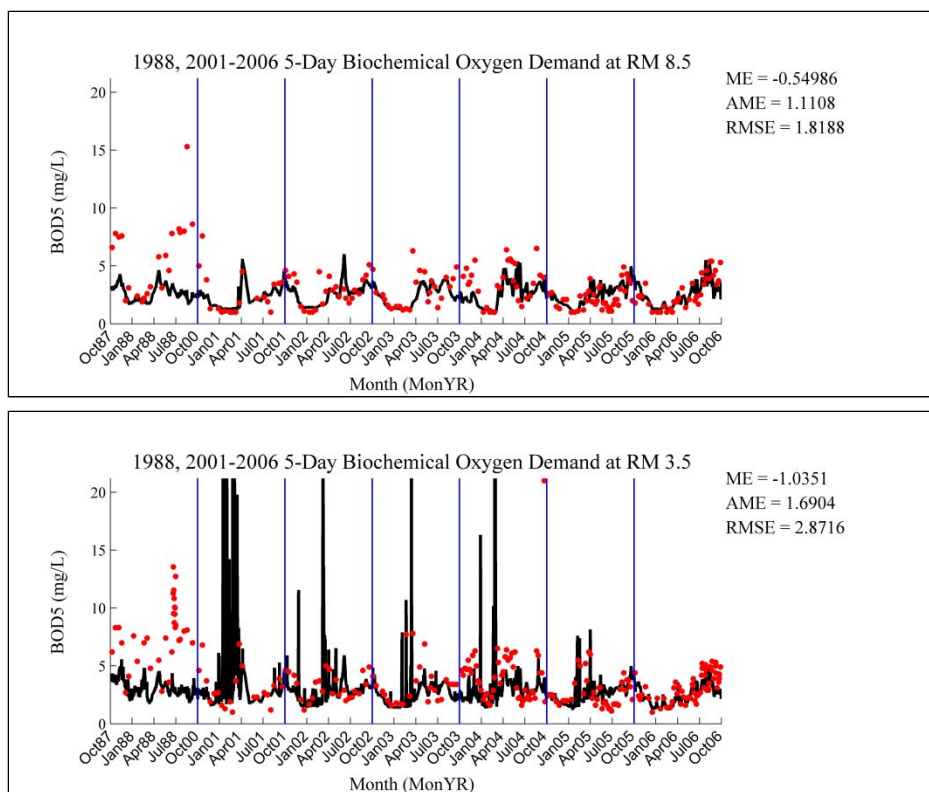 1988, 2001-2006 5-Day Biochemical Oxygen Demand at RM 8.5
ME = -0.54986
AME = 1.1108
RMSE = 1.8188
BOD5 (mg/L)
20
15
10
5
0
Oct87 Jan88 Apr88 Jul88 Oct00 Jan01 Apr01 Jul01 Oct01 Jan02 Apr02 Jul02 Oct02 Jan03 Apr03 Jul03 Oct03 Jan04 Apr04 Jul04 Oct04 Jan05 Apr05 Jul05 Oct05 Jan06 Apr06 Jul06 Oct06
Month (MonYR)
1988, 2001-2006 5-Day Biochemical Oxygen Demand at RM 3.5
ME = -1.0351
AME = 1.6904
RMSE = 2.8716
BOD5 (mg/L)
20
15
10
5
0
Oct87 Jan88 Apr88 Jul88 Oct00 Jan01 Apr01 Jul01 Oct01 Jan02 Apr02 Jul02 Oct02 Jan03 Apr03 Jul03 Oct03 Jan04 Apr04 Jul04 Oct04 Jan05 Apr05 Jul05 Oct05 Jan06 Apr06 Jul06 Oct06
Month (MonYR)